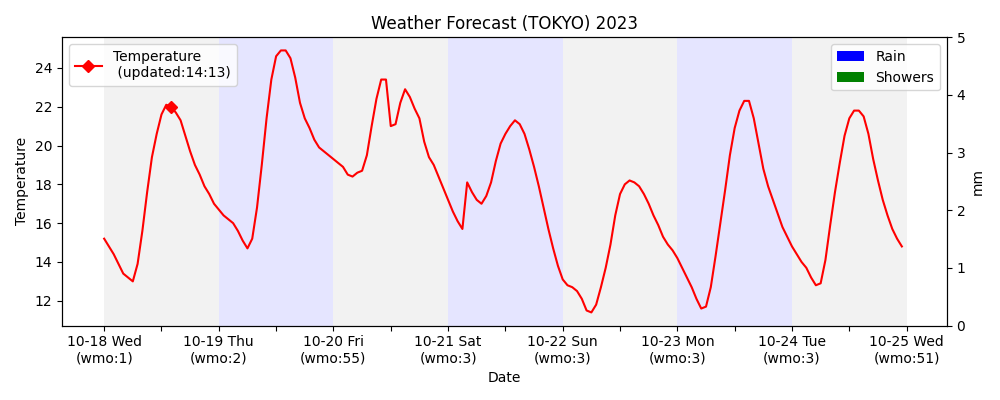 Weather Forecast (TOKYO) 2023
Temperature
(updated:14:13)
Rain
Showers
Temperature
24
22
20
18
16
14
12
5
4
3
2
1
0
mm
10-18 Wed
(wmo:1)
10-19 Thu
(wmo:2)
10-20 Fri
(wmo:55)
10-21 Sat
(wmo:3)
10-22 Sun
(wmo:3)
10-23 Mon
(wmo:3)
10-24 Tue
(wmo:3)
10-25 Wed
(wmo:51)
Date